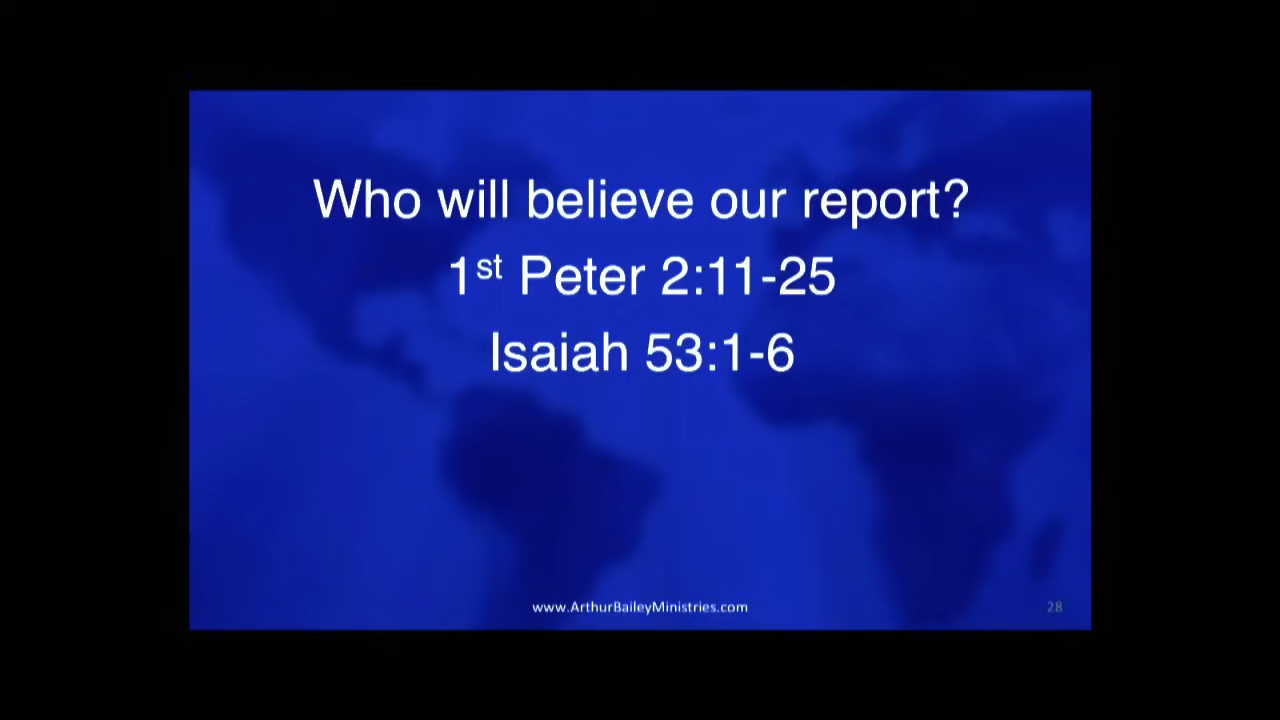 Who will believe our report?
1st Peter 2:11-25
Isaiah 53:1-6
www.ArthurBaileyMinistries.com
28